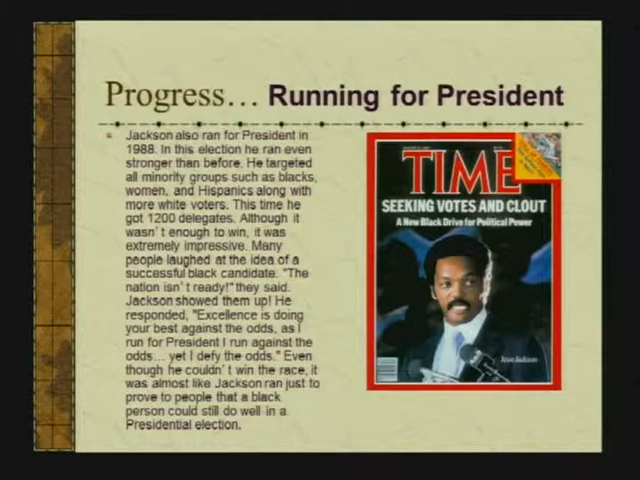 Progress… Running for President
Jackson also ran for President in
1988. In this election he ran even
stronger than before. He targeted
all minority groups such as blacks,
women, and Hispanics along with
more white voters. This time he
got 1200 delegates. Although it
wasn't enough to win, it was
extremely impressive. Many
people laughed at the idea of a
successful black candidate. "The
nation isn't ready!" they said.
Jackson showed them up! He
responded, "Excellence is doing
your best against the odds, as I
run for President I run against the
odds… yet I defy the odds." Even
though he couldn't win the race, it
was almost like Jackson ran just to
prove to people that a black
person could still do well in a
Presidential election.
TIME
SEEKING VOTES AND CLOUT
A New Black Drive for Political Power
Jesse Jackson